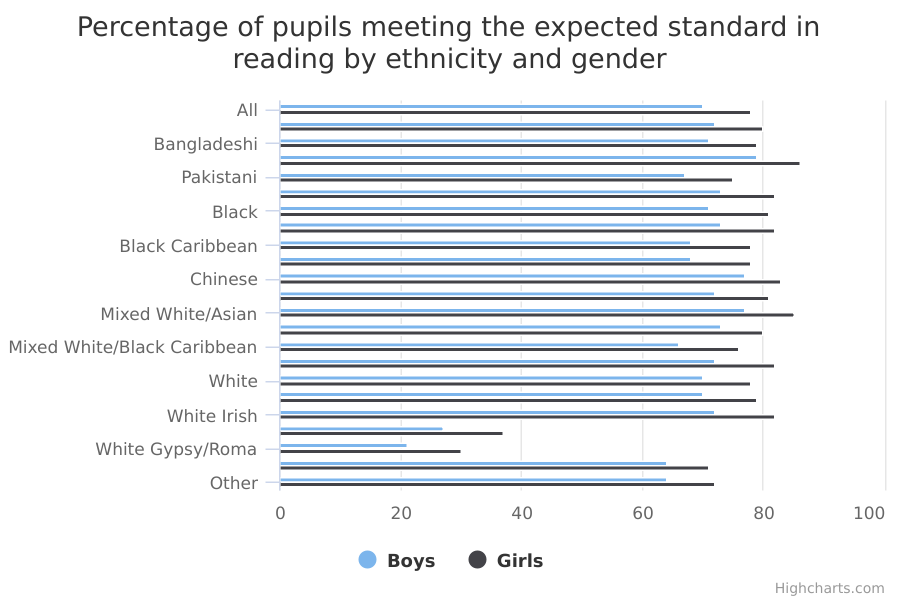 Percentage of pupils meeting the expected standard in
reading by ethnicity and gender
All
Bangladeshi
Pakistani
Black
Black Caribbean
Chinese
Mixed White/Asian
Mixed White/Black Caribbean
White
White Irish
White Gypsy/Roma
Other
0 20 40 60 80 100
Boys Girls
Highcharts.com